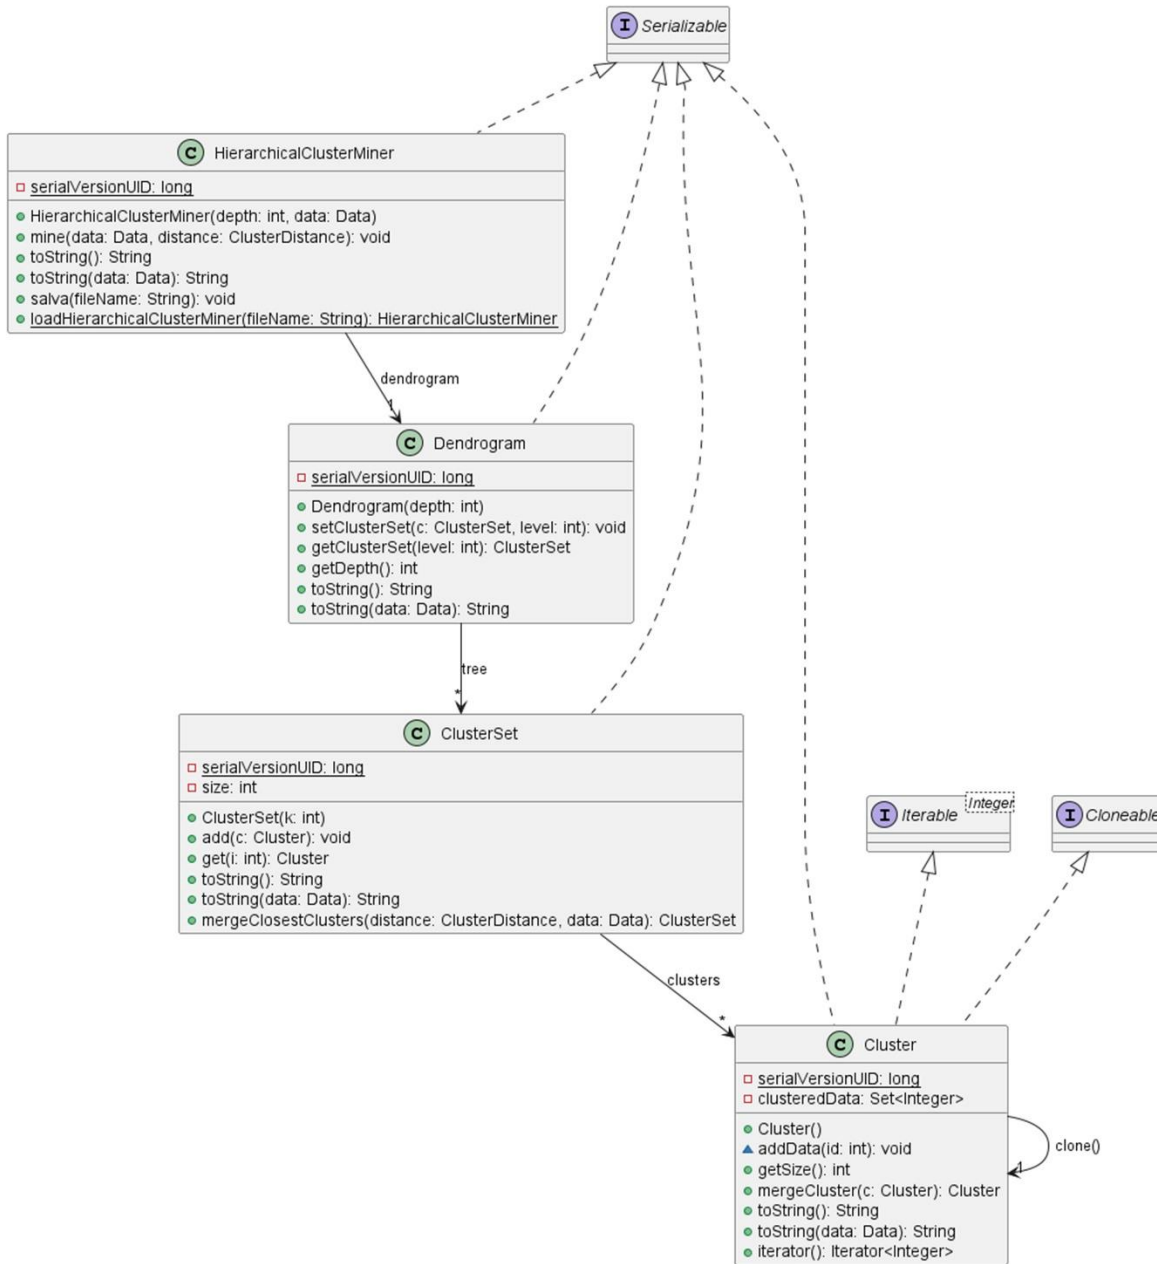 I Serializable
C HierarchicalClusterMiner
serialVersionUID: long
HierarchicalClusterMiner(depth: int, data: Data)
mine(data: Data, distance: ClusterDistance): void
toString(): String
toString(data: Data): String
salva(fileName: String): void
loadHierarchicalClusterMiner(fileName: String): HierarchicalClusterMiner
dendrogram
1
C Dendrogram
serialVersionUID: long
Dendrogram(depth: int)
setClusterSet(c: ClusterSet, level: int): void
getClusterSet(level: int): ClusterSet
getDepth(): int
toString(): String
toString(data: Data): String
tree
*
C ClusterSet
serialVersionUID: long
size: int
ClusterSet(k: int)
add(c: Cluster): void
get(i: int): Cluster
toString(): String
toString(data: Data): String
mergeClosestClusters(distance: ClusterDistance, data: Data): ClusterSet
Integer
I Iterable
I Cloneable
clusters
*
C Cluster
serialVersionUID: long
clusteredData: Set<Integer>
Cluster()
addData(id: int): void
getSize(): int
mergeCluster(c: Cluster): Cluster
toString(): String
toString(data: Data): String
iterator(): Iterator<Integer>
clone()
1